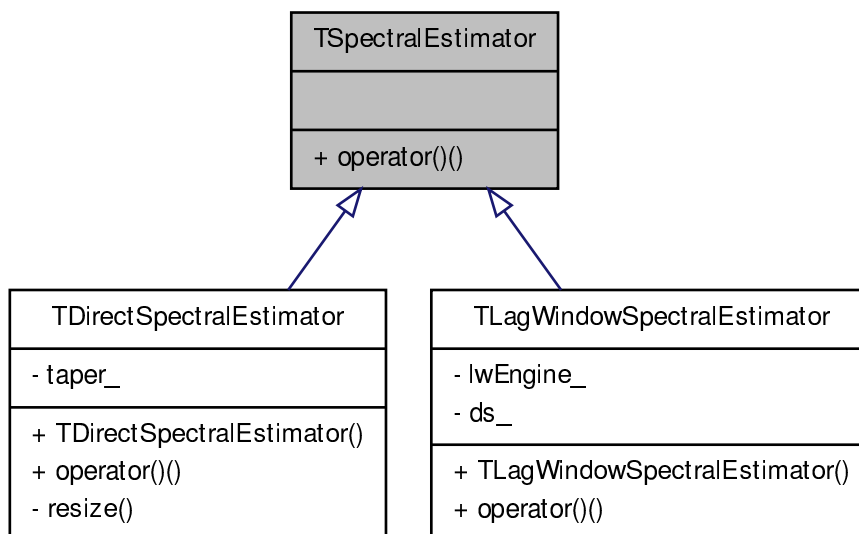 TSpectralEstimator
+ operator()()
TDirectSpectralEstimator
- taper_
+ TDirectSpectralEstimator()
+ operator()()
- resize()
TLagWindowSpectralEstimator
- lwEngine_
- ds_
+ TLagWindowSpectralEstimator()
+ operator()()